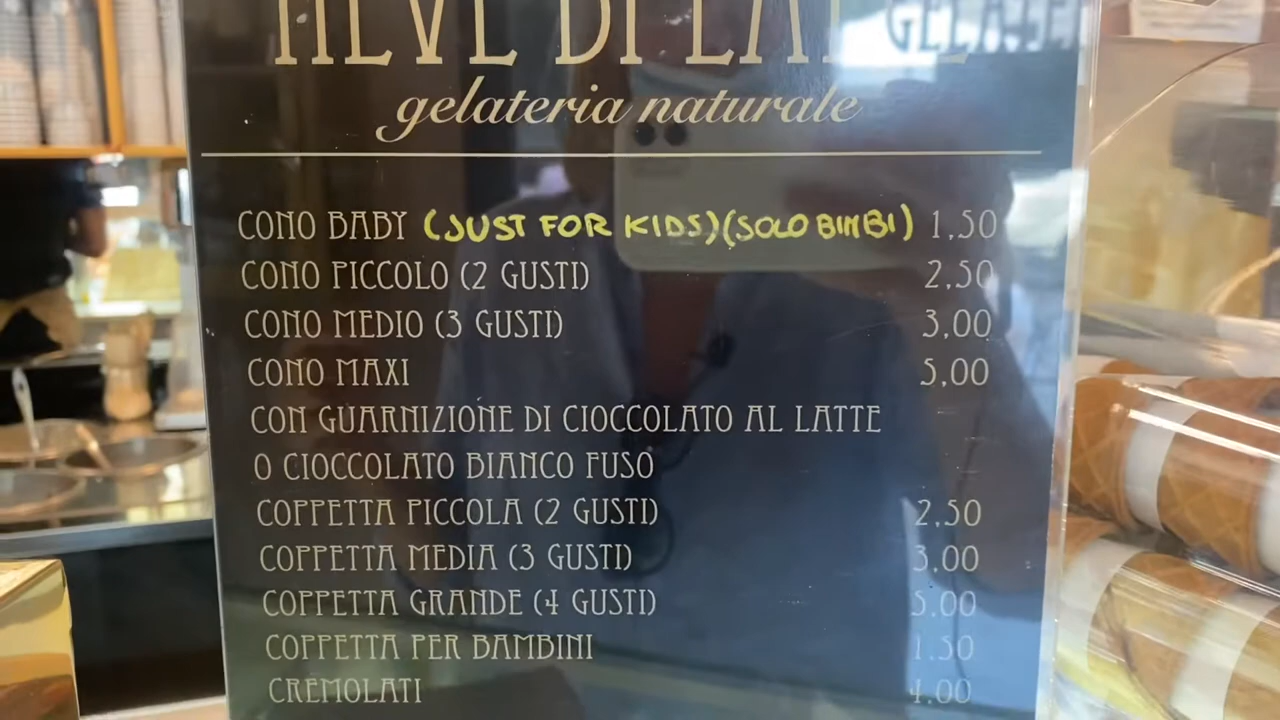 NEVE DI LATTE
gelateria naturale
CONO BABY (JUST FOR KIDS)(SOLO BIMBI) 1,50
CONO PICCOLO (2 GUSTI) 2,50
CONO MEDIO (3 GUSTI) 3,00
CONO MAXI 5,00
CON GUARNIZIONE DI CIOCCOLATO AL LATTE
O CIOCCOLATO BIANCO FUSO
COPPETTA PICCOLA (2 GUSTI) 2,50
COPPETTA MEDIA (3 GUSTI) 3,00
COPPETTA GRANDE (4 GUSTI) 5,00
COPPETTA PER BAMBINI 1,50
CREMOLATI 4,00